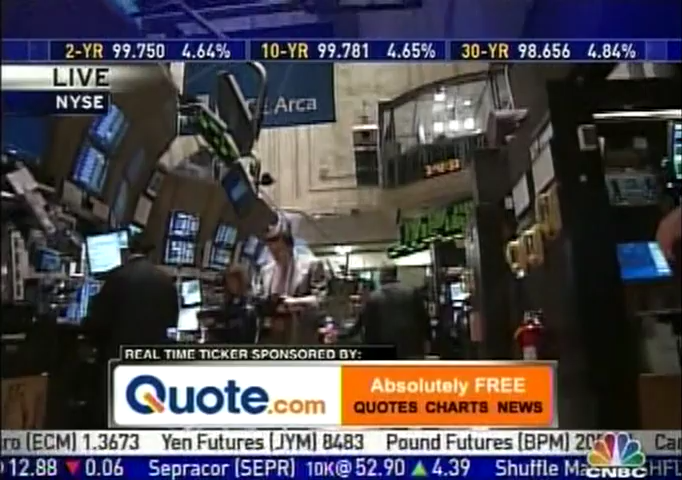 2-YR 99.750 4.64% 10-YR 99.781 4.65% 30-YR 98.656 4.84%
LIVE
NYSE
Arca
REAL TIME TICKER SPONSORED BY:
Quote.com
Absolutely FREE
QUOTES CHARTS NEWS
ro (ECM) 1.3673 Yen Futures (JYM) 8483 Pound Futures (BPM) 20
12.88 ▼ 0.06 Sepracor (SEPR) 10K@52.90 ▲ 4.39 Shuffle Ma
CNBC